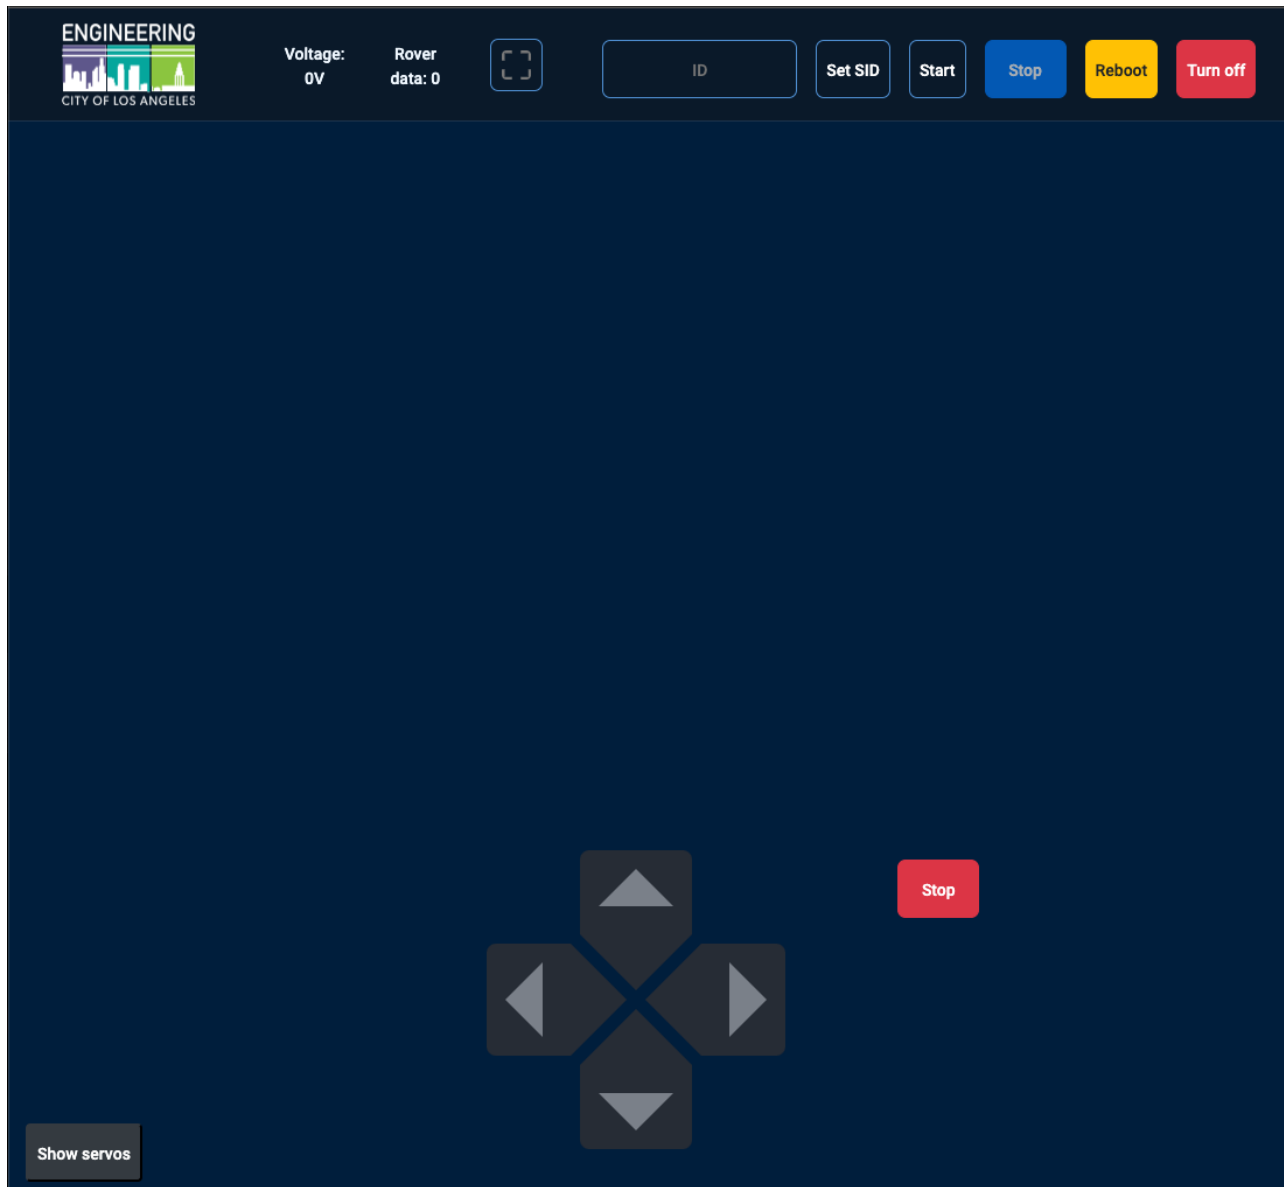 ENGINEERING
CITY OF LOS ANGELES
Voltage:
0V
Rover
data: 0
ID
Set SID
Start
Stop
Reboot
Turn off
Stop
Show servos